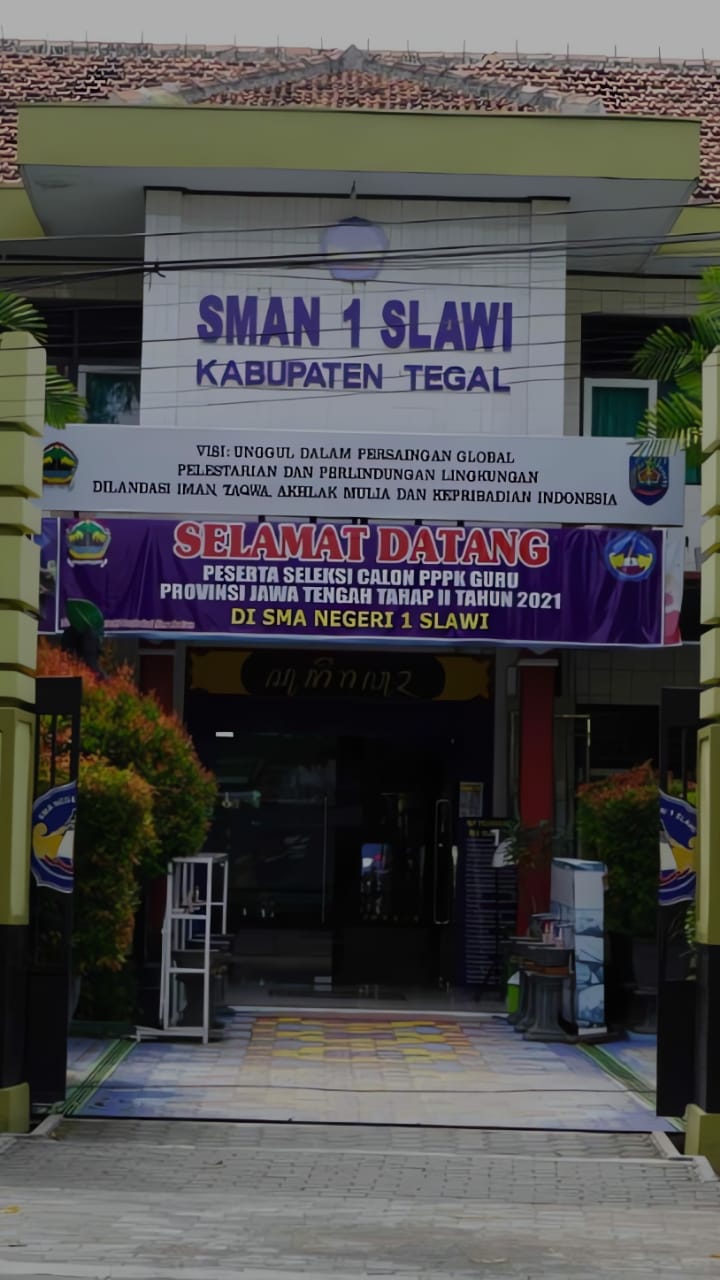 SMAN 1 SLAWI
KABUPATEN TEGAL
VISI: UNGGUL DALAM PERSAINGAN GLOBAL
PELESTARIAN DAN PERLINDUNGAN LINGKUNGAN
DILANDASI IMAN, TAQWA, AKHLAK MULIA DAN KEPRIBADIAN INDONESIA
SELAMAT DATANG
PESERTA SELEKSI CALON PPPK GURU
PROVINSI JAWA TENGAH TAHAP II TAHUN 2021
DI SMA NEGERI 1 SLAWI